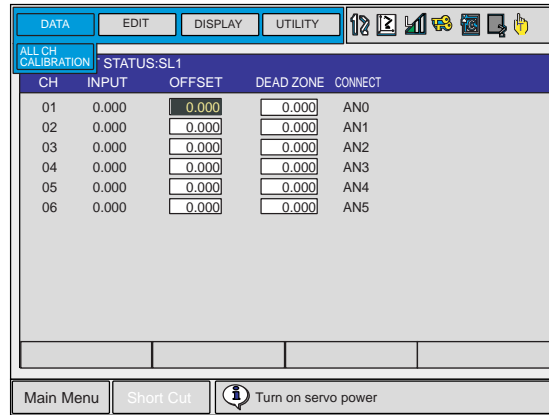 DATA EDIT DISPLAY UTILITY
ALL CH
CALIBRATION
T STATUS:SL1
CH INPUT OFFSET DEAD ZONE CONNECT
01 0.000 0.000 0.000 AN0
02 0.000 0.000 0.000 AN1
03 0.000 0.000 0.000 AN2
04 0.000 0.000 0.000 AN3
05 0.000 0.000 0.000 AN4
06 0.000 0.000 0.000 AN5
Main Menu Short Cut Turn on servo power